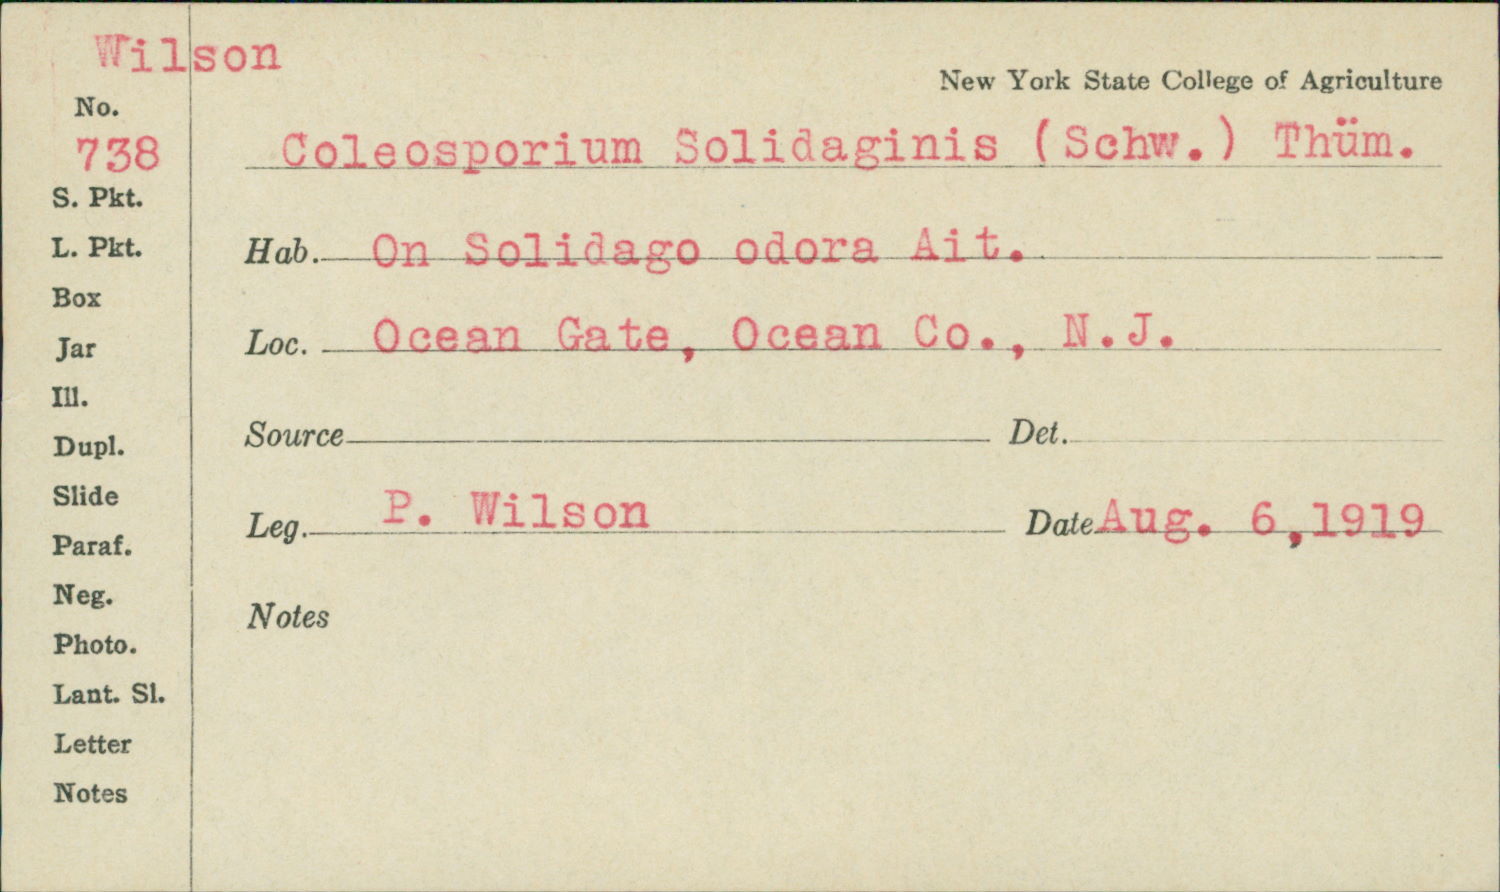 Wilson
New York State College of Agriculture
No.
738
Coleosporium Solidaginis (Schw.) Thüm.
S. Pkt.
L. Pkt.
Hab. On Solidago odora Ait.
Box
Jar
Loc. Ocean Gate, Ocean Co., N.J.
Ill.
Dupl.
Source Det.
Slide
Leg. P. Wilson Date Aug. 6,1919
Paraf.
Neg.
Notes
Photo.
Lant. Sl.
Letter
Notes